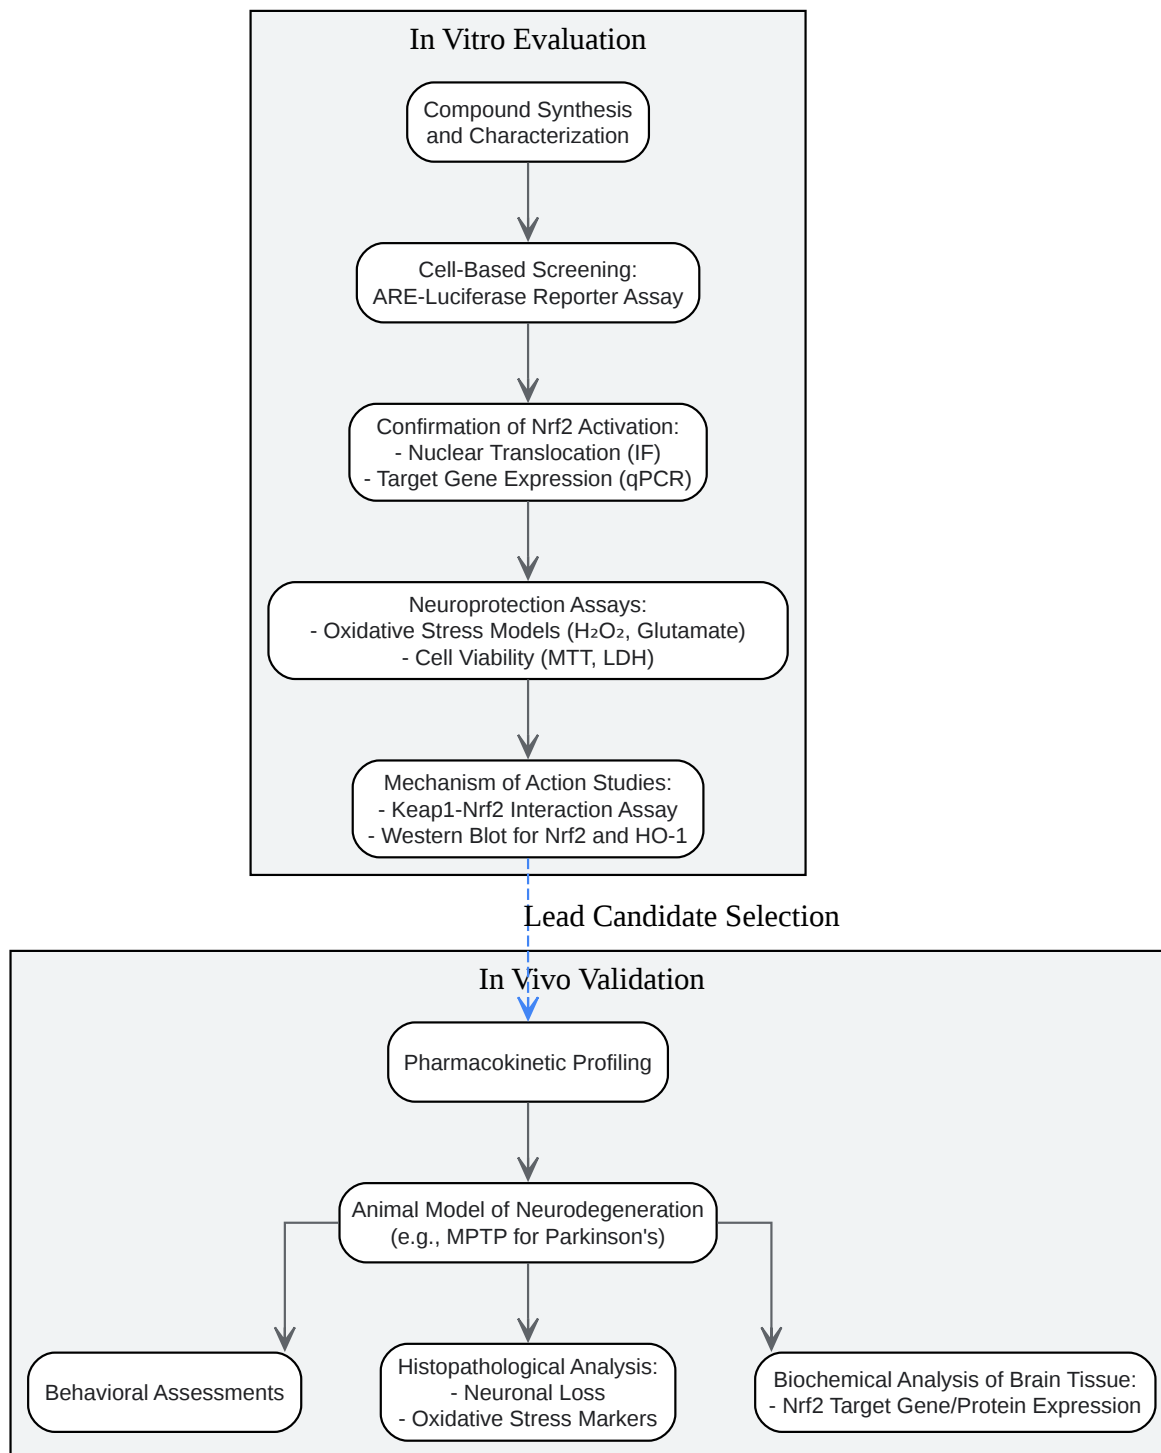 In Vitro Evaluation
Compound Synthesis
and Characterization
Cell-Based Screening:
ARE-Luciferase Reporter Assay
Confirmation of Nrf2 Activation:
- Nuclear Translocation (IF)
- Target Gene Expression (qPCR)
Neuroprotection Assays:
- Oxidative Stress Models (H₂O₂, Glutamate)
- Cell Viability (MTT, LDH)
Mechanism of Action Studies:
- Keap1-Nrf2 Interaction Assay
- Western Blot for Nrf2 and HO-1
Lead Candidate Selection
In Vivo Validation
Pharmacokinetic Profiling
Animal Model of Neurodegeneration
(e.g., MPTP for Parkinson's)
Behavioral Assessments
Histopathological Analysis:
- Neuronal Loss
- Oxidative Stress Markers
Biochemical Analysis of Brain Tissue:
- Nrf2 Target Gene/Protein Expression